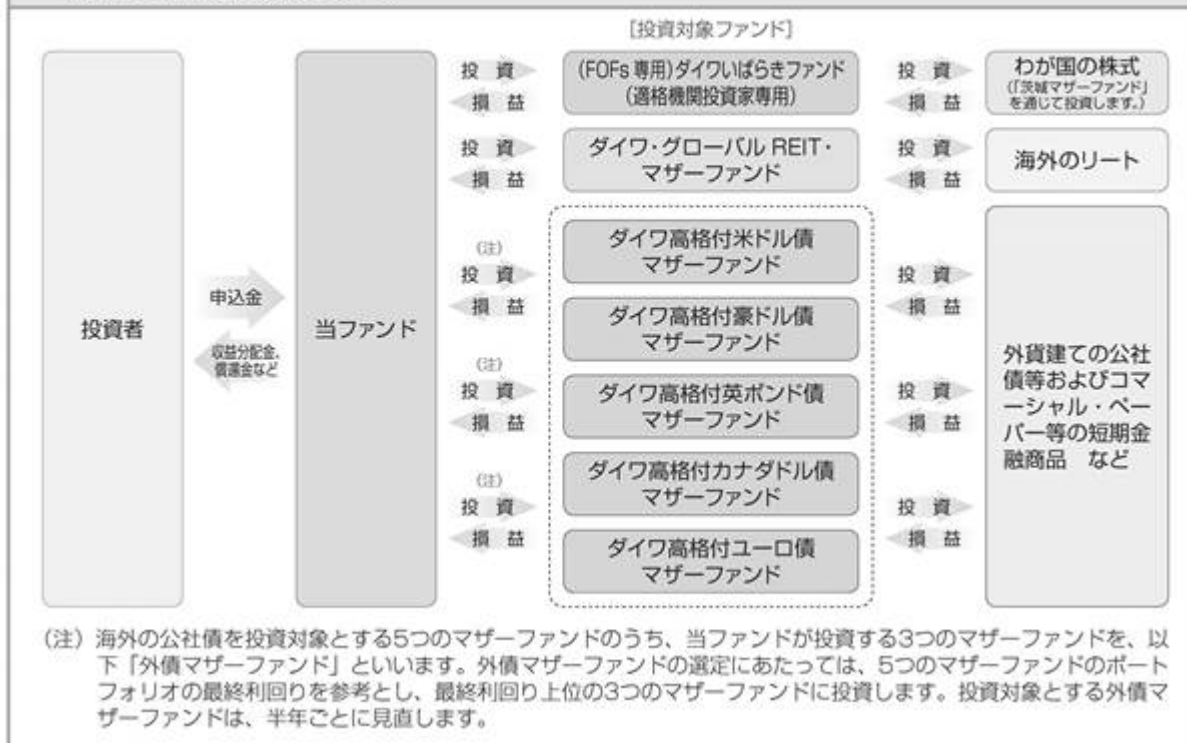 [投資対象ファンド]
投資者
申込金
収益分配金、
償還金など
当ファンド
投 資
損 益
(FOFs 専用)ダイワいばらきファンド
(適格機関投資家専用)
投 資
損 益
わが国の株式
(「茨城マザーファンド」
を通じて投資します。)
投 資
損 益
ダイワ・グローバル REIT・
マザーファンド
投 資
損 益
海外のリート
(注)
投 資
損 益
(注)
投 資
損 益
(注)
投 資
損 益
ダイワ高格付米ドル債
マザーファンド
ダイワ高格付豪ドル債
マザーファンド
ダイワ高格付英ポンド債
マザーファンド
ダイワ高格付カナダドル債
マザーファンド
ダイワ高格付ユーロ債
マザーファンド
投 資
損 益
投 資
損 益
投 資
損 益
外貨建ての公社
債等およびコマ
ーシャル・ペー
パー等の短期金
融商品 など
(注) 海外の公社債を投資対象とする5つのマザーファンドのうち、当ファンドが投資する3つのマザーファンドを、以
下「外債マザーファンド」といいます。外債マザーファンドの選定にあたっては、5つのマザーファンドのポート
フォリオの最終利回りを参考とし、最終利回り上位の3つのマザーファンドに投資します。投資対象とする外債マ
ザーファンドは、半年ごとに見直します。